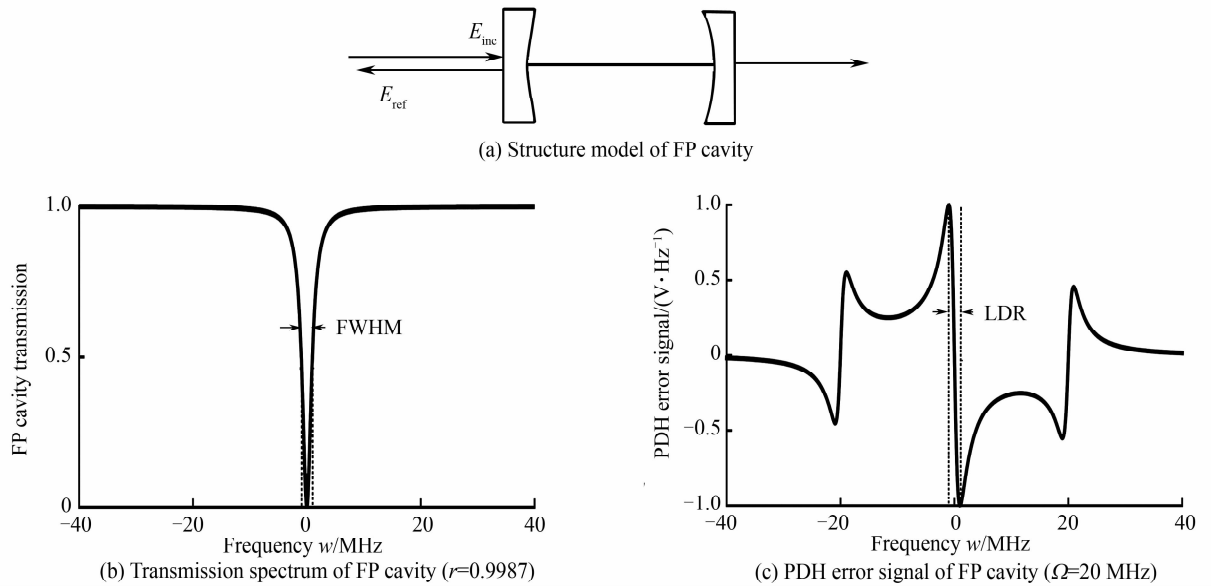 E_inc
E_ref
(a) Structure model of FP cavity
1.0
0.5
0
FP cavity transmission
FWHM
−40
−20
0
20
40
Frequency w/MHz
(b) Transmission spectrum of FP cavity (r=0.9987)
1.0
0.5
0
−0.5
−1.0
PDH error signal/(V·Hz⁻¹)
LDR
−40
−20
0
20
40
Frequency w/MHz
(c) PDH error signal of FP cavity (Ω=20 MHz)